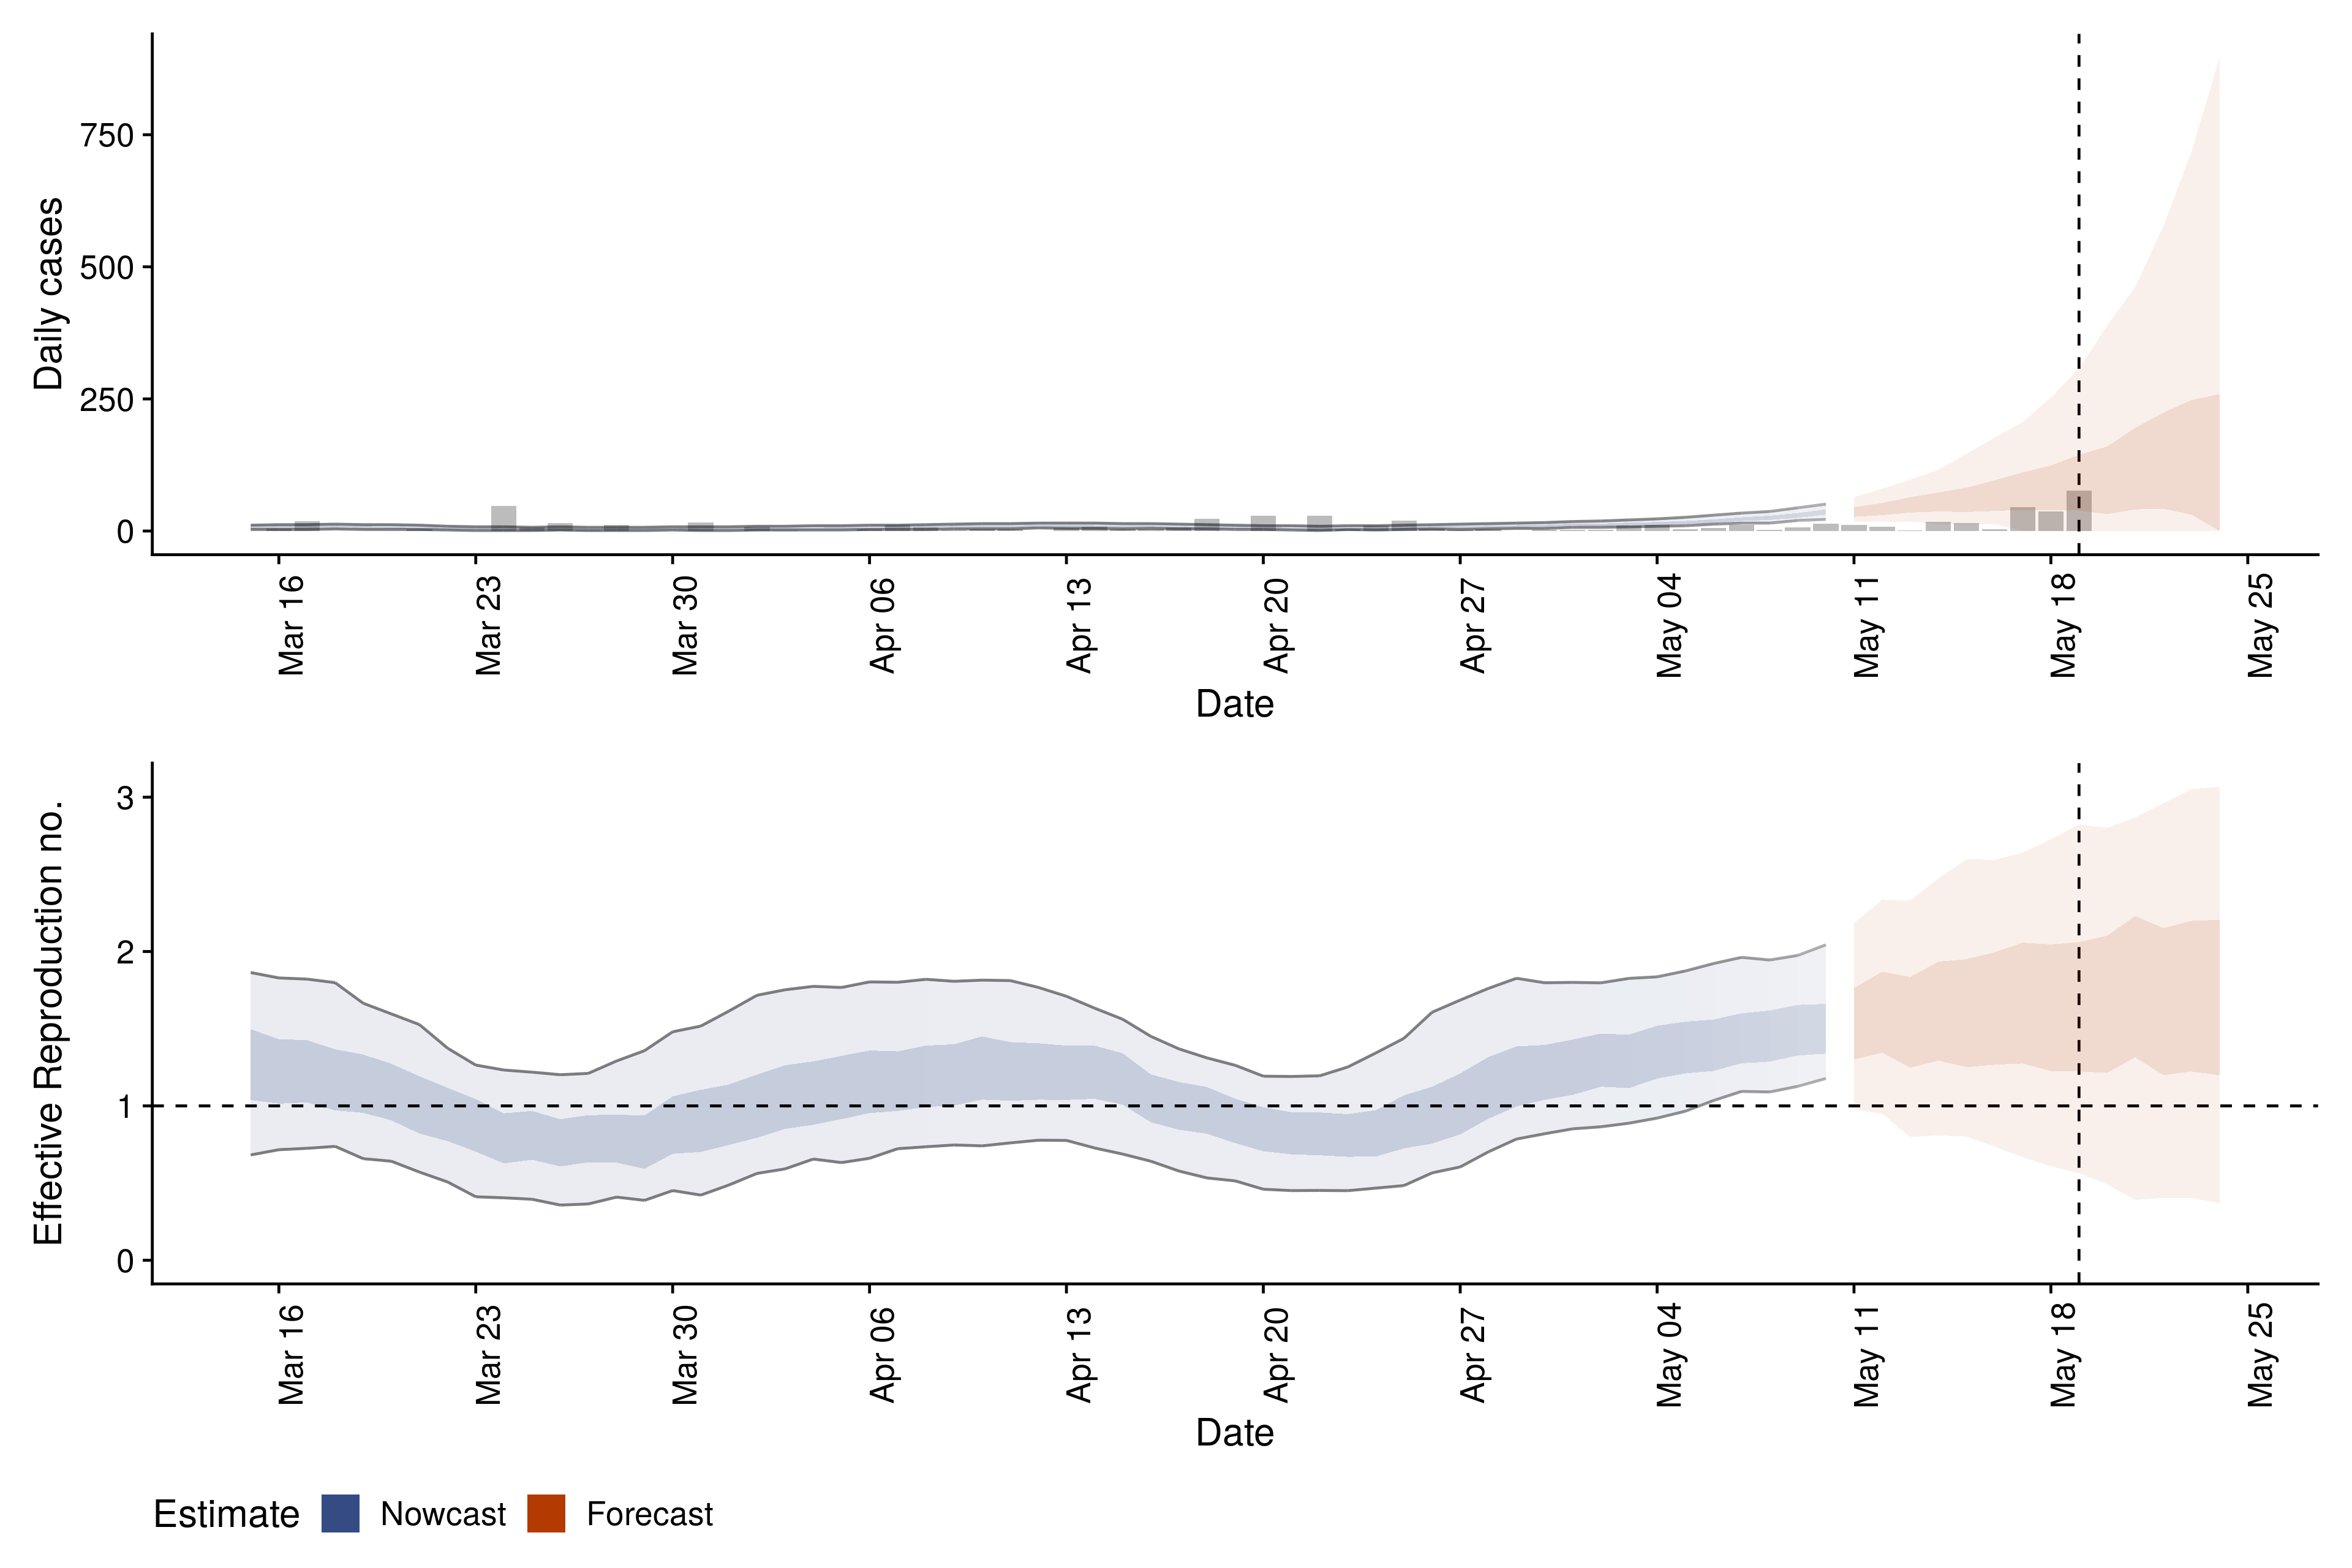 Daily cases
750
500
250
0
Mar 16
Mar 23
Mar 30
Apr 06
Apr 13
Apr 20
Apr 27
May 04
May 11
May 18
May 25
Date
Effective Reproduction no.
3
2
1
0
Mar 16
Mar 23
Mar 30
Apr 06
Apr 13
Apr 20
Apr 27
May 04
May 11
May 18
May 25
Date
Estimate Nowcast Forecast